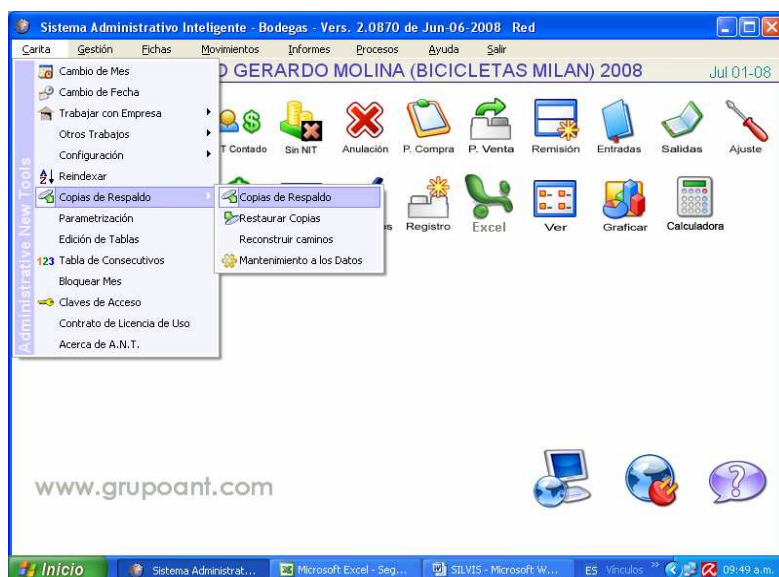 Sistema Administrativo Inteligente - Bodegas - Vers. 2.0870 de Jun-06-2008 Red
Carita Gestión Fichas Movimientos Informes Procesos Ayuda Salir
O GERARDO MOLINA (BICICLETAS MILAN) 2008 Jul 01-08
Administrative New Tools
Cambio de Mes
Cambio de Fecha
Trabajar con Empresa
Otros Trabajos
Configuración
Reindexar
Copias de Respaldo
Parametrización
Edición de Tablas
123 Tabla de Consecutivos
Bloquear Mes
Claves de Acceso
Contrato de Licencia de Uso
Acerca de A.N.T.
Copias de Respaldo
Restaurar Copias
Reconstruir caminos
Mantenimiento a los Datos
T Contado Sin NIT Anulación P. Compra P. Venta Remisión Entradas Salidas Ajuste
os Registro Excel Ver Graficar Calculadora
www.grupoant.com
Inicio Sistema Administrat... Microsoft Excel - Seg... SILVIS - Microsoft W... ES Vínculos » 09:49 a.m.